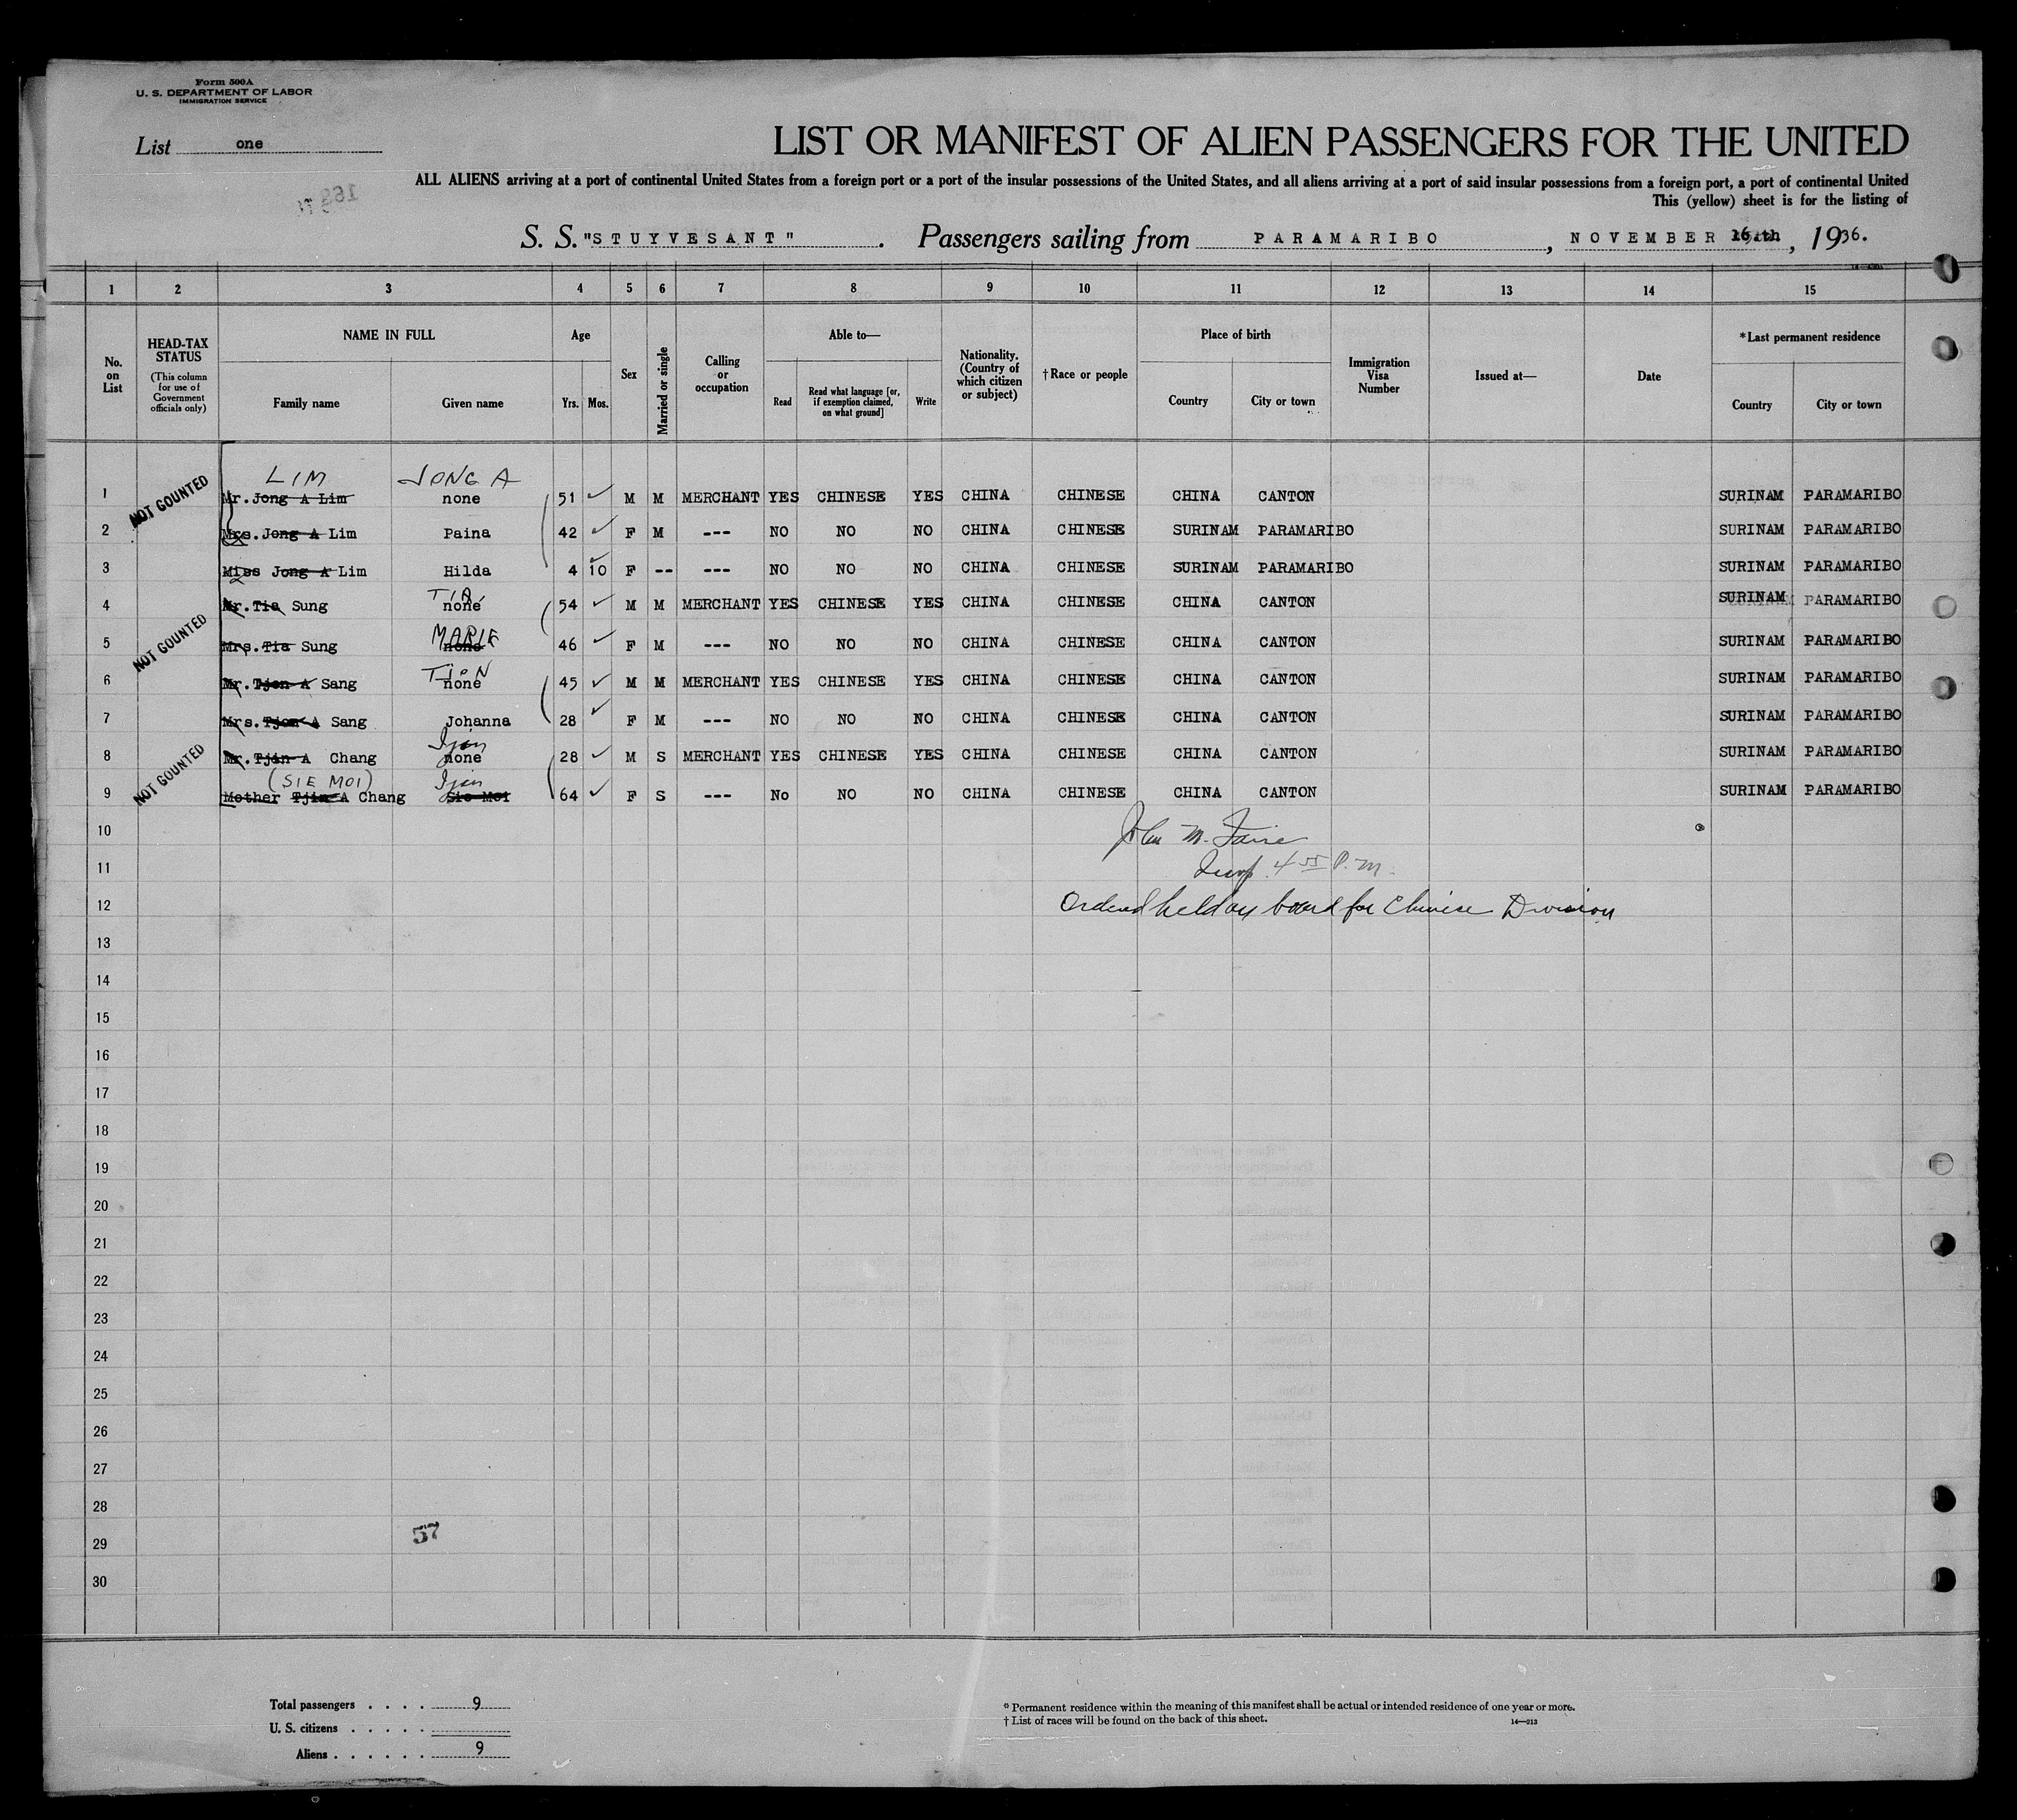 Form 500A
U. S. DEPARTMENT OF LABOR
IMMIGRATION SERVICE
List one
LIST OR MANIFEST OF ALIEN PASSENGERS FOR THE UNITED
ALL ALIENS arriving at a port of continental United States from a foreign port or a port of the insular possessions of the United States, and all aliens arriving at a port of said insular possessions from a foreign port, a port of continental United
This (yellow) sheet is for the listing of
S. S. "STUYVESANT". Passengers sailing from PARAMARIBO, NOVEMBER 16th, 1936.
1 2 3 4 5 6 7 8 9 10 11 12 13 14 15
No. on List
HEAD-TAX STATUS
(This column for use of Government officials only)
NAME IN FULL
Family name Given name
Age
Yrs. Mos.
Sex
Married or single
Calling or occupation
Able to—
Read
Read what language [or, if exemption claimed, on what ground]
Write
Nationality. (Country of which citizen or subject)
† Race or people
Place of birth
Country City or town
Immigration Visa Number
Issued at—
Date
*Last permanent residence
Country City or town
LIM JONG A
1 NOT COUNTED Mr. Jong A Lim none 51 M M MERCHANT YES CHINESE YES CHINA CHINESE CHINA CANTON SURINAM PARAMARIBO
2 Mrs. Jong A Lim Paina 42 F M --- NO NO NO CHINA CHINESE SURINAM PARAMARIBO SURINAM PARAMARIBO
3 Miss Jong A Lim Hilda 4 10 F -- --- NO NO NO CHINA CHINESE SURINAM PARAMARIBO SURINAM PARAMARIBO
TIA
4 Mr. Tia Sung none 54 M M MERCHANT YES CHINESE YES CHINA CHINESE CHINA CANTON SURINAM PARAMARIBO
MARIE
5 NOT COUNTED Mrs. Tia Sung none 46 F M --- NO NO NO CHINA CHINESE CHINA CANTON SURINAM PARAMARIBO
6 Mr. Tjon A Sang none 45 M M MERCHANT YES CHINESE YES CHINA CHINESE CHINA CANTON SURINAM PARAMARIBO
7 Mrs. Tjon A Sang Johanna 28 F M --- NO NO NO CHINA CHINESE CHINA CANTON SURINAM PARAMARIBO
8 Mr. Tjin A Chang none 28 M S MERCHANT YES CHINESE YES CHINA CHINESE CHINA CANTON SURINAM PARAMARIBO
(SIE MOI)
9 NOT COUNTED Mother Tjin A Chang Sie Moi 64 F S --- No NO NO CHINA CHINESE CHINA CANTON SURINAM PARAMARIBO
10
John M.
11
4 55 P. M.
12
Ordered held on board for Chinese Division
13
14
15
16
17
18
19
20
21
22
23
24
25
26
27
28
57
29
30
Total passengers . . . . 9
U. S. citizens . . . . .
Aliens . . . . . . 9
* Permanent residence within the meaning of this manifest shall be actual or intended residence of one year or more.
† List of races will be found on the back of this sheet.
14—213